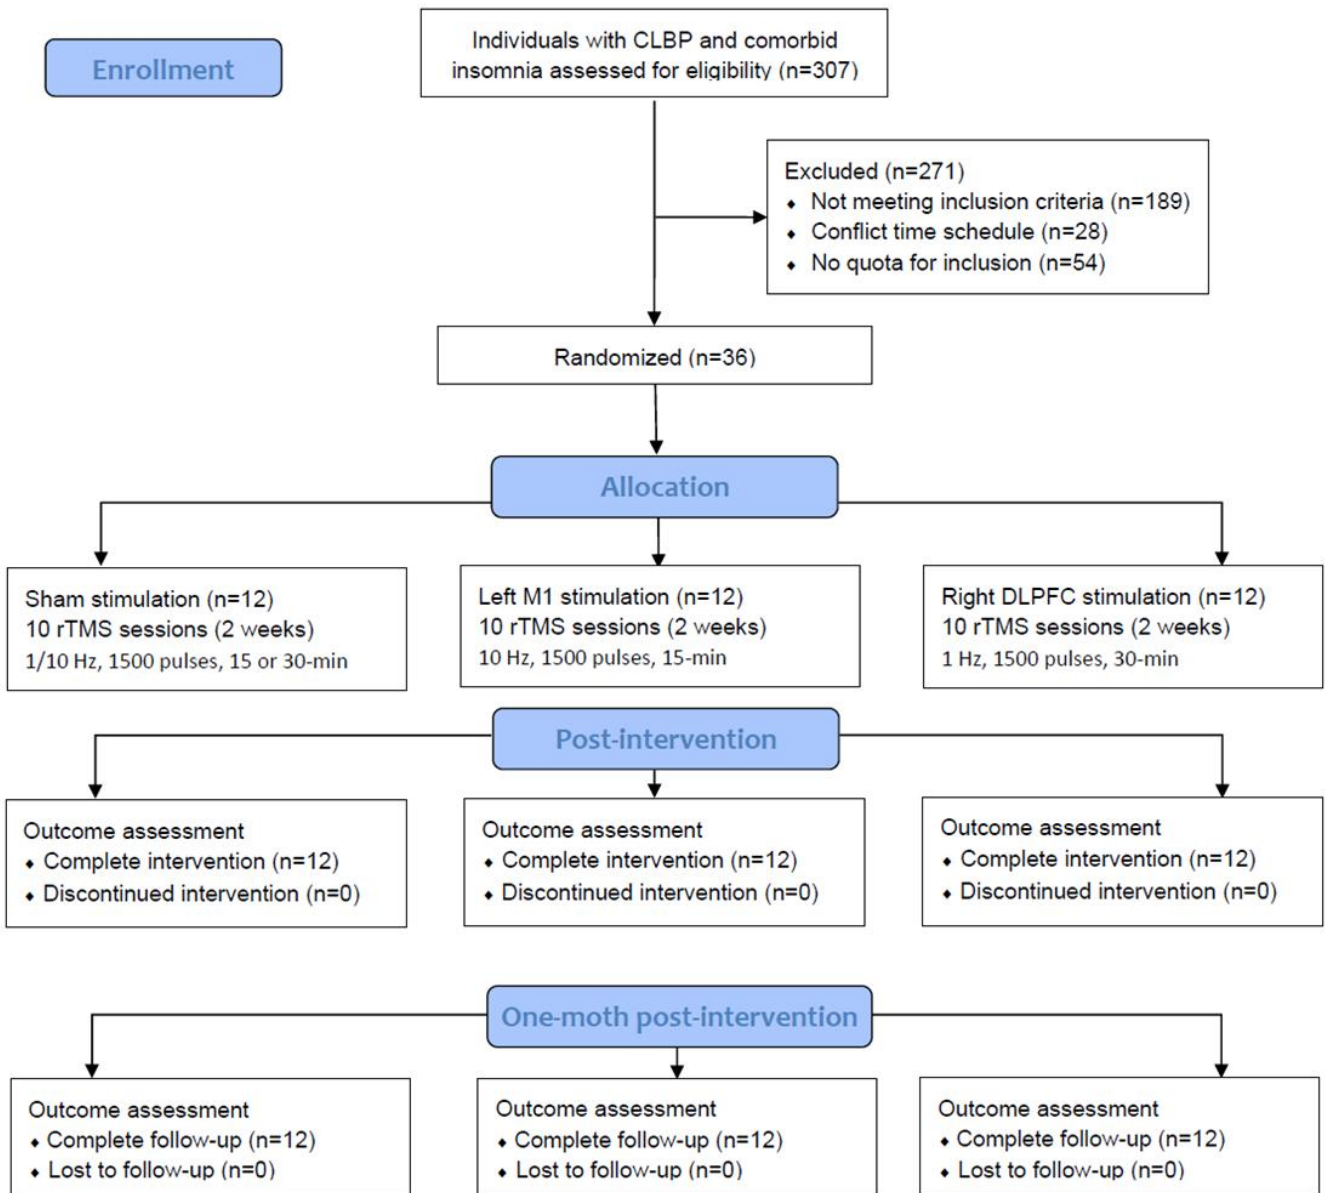 Enrollment
Individuals with CLBP and comorbid
insomnia assessed for eligibility (n=307)
Excluded (n=271)
⬥ Not meeting inclusion criteria (n=189)
⬥ Conflict time schedule (n=28)
⬥ No quota for inclusion (n=54)
Randomized (n=36)
Allocation
Sham stimulation (n=12)
10 rTMS sessions (2 weeks)
1/10 Hz, 1500 pulses, 15 or 30-min
Left M1 stimulation (n=12)
10 rTMS sessions (2 weeks)
10 Hz, 1500 pulses, 15-min
Right DLPFC stimulation (n=12)
10 rTMS sessions (2 weeks)
1 Hz, 1500 pulses, 30-min
Post-intervention
Outcome assessment
⬥ Complete intervention (n=12)
⬥ Discontinued intervention (n=0)
Outcome assessment
⬥ Complete intervention (n=12)
⬥ Discontinued intervention (n=0)
Outcome assessment
⬥ Complete intervention (n=12)
⬥ Discontinued intervention (n=0)
One-moth post-intervention
Outcome assessment
⬥ Complete follow-up (n=12)
⬥ Lost to follow-up (n=0)
Outcome assessment
⬥ Complete follow-up (n=12)
⬥ Lost to follow-up (n=0)
Outcome assessment
⬥ Complete follow-up (n=12)
⬥ Lost to follow-up (n=0)